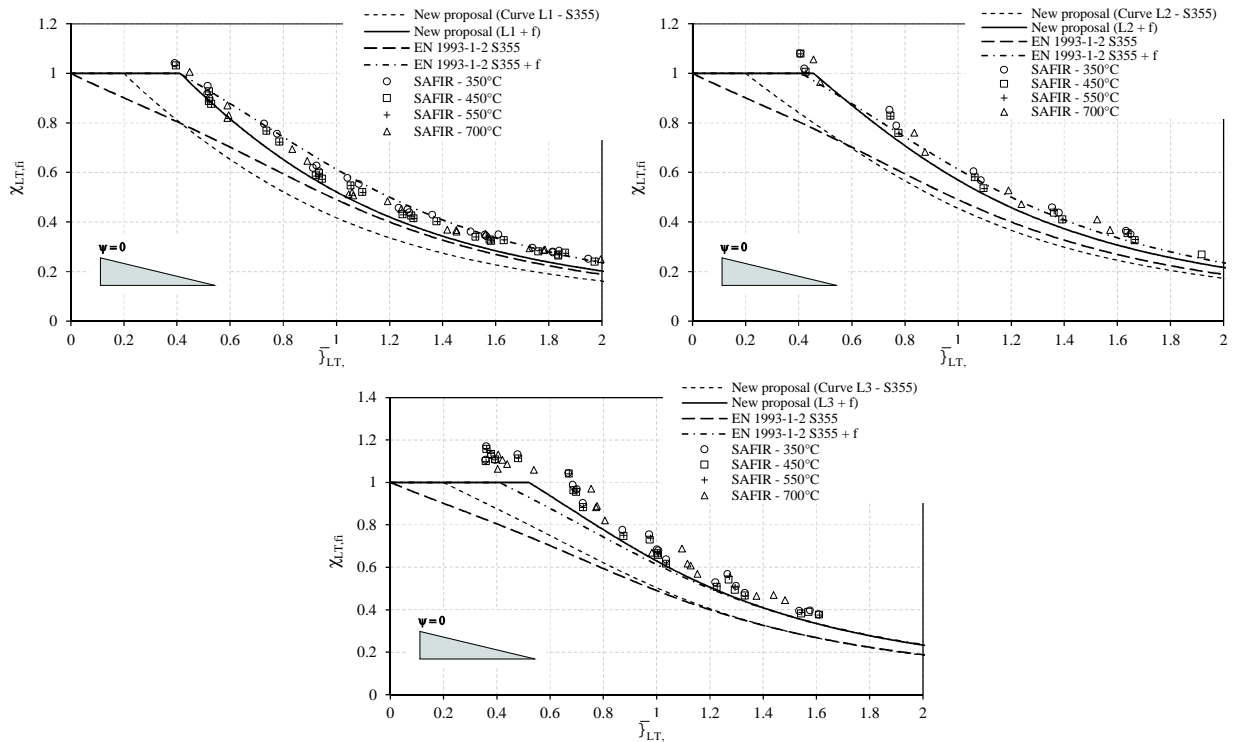 New proposal (Curve L1 - S355)
New proposal (L1 + f)
EN 1993-1-2 S355
EN 1993-1-2 S355 + f
SAFIR - 350°C
SAFIR - 450°C
SAFIR - 550°C
SAFIR - 700°C
1.2
1
0.8
0.6
0.4
0.2
0
χLT,fi
ψ=0
0 0.2 0.4 0.6 0.8 1 1.2 1.4 1.6 1.8 2
LT,
New proposal (Curve L2 - S355)
New proposal (L2 + f)
EN 1993-1-2 S355
EN 1993-1-2 S355 + f
SAFIR - 350°C
SAFIR - 450°C
SAFIR - 550°C
SAFIR - 700°C
1.2
1
0.8
0.6
0.4
0.2
0
χLT,fi
ψ=0
0 0.2 0.4 0.6 0.8 1 1.2 1.4 1.6 1.8 2
LT,
New proposal (Curve L3 - S355)
New proposal (L3 + f)
EN 1993-1-2 S355
EN 1993-1-2 S355 + f
SAFIR - 350°C
SAFIR - 450°C
SAFIR - 550°C
SAFIR - 700°C
1.4
1.2
1
0.8
0.6
0.4
0.2
0
χLT,fi
ψ=0
0 0.2 0.4 0.6 0.8 1 1.2 1.4 1.6 1.8 2
LT,